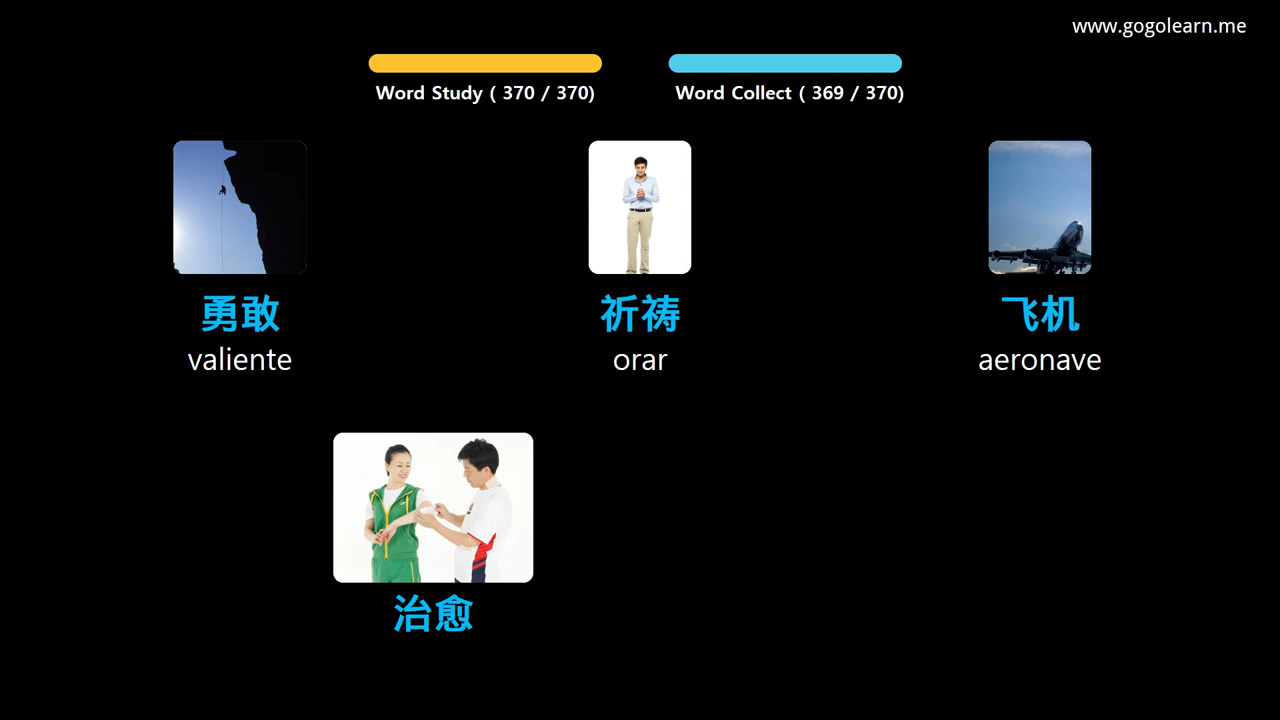 www.gogolearn.me
Word Study ( 370 / 370)
Word Collect ( 369 / 370)
勇敢
valiente
祈祷
orar
飞机
aeronave
治愈